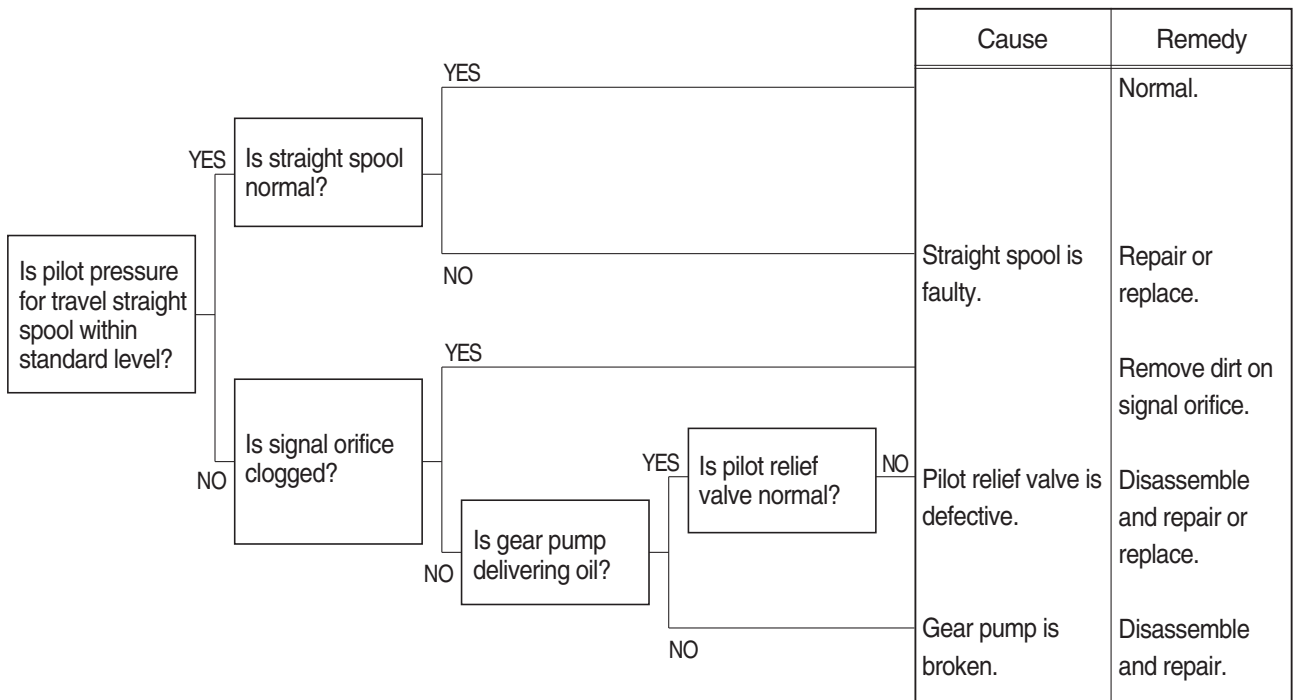 Cause
Remedy
YES
Normal.
YES
Is straight spool
normal?
NO
Straight spool is
faulty.
Repair or
replace.
Is pilot pressure
for travel straight
spool within
standard level?
YES
Remove dirt on
signal orifice.
NO
Is signal orifice
clogged?
YES
Is pilot relief
valve normal?
NO
Pilot relief valve is
defective.
Disassemble
and repair or
replace.
NO
Is gear pump
delivering oil?
NO
Gear pump is
broken.
Disassemble
and repair.